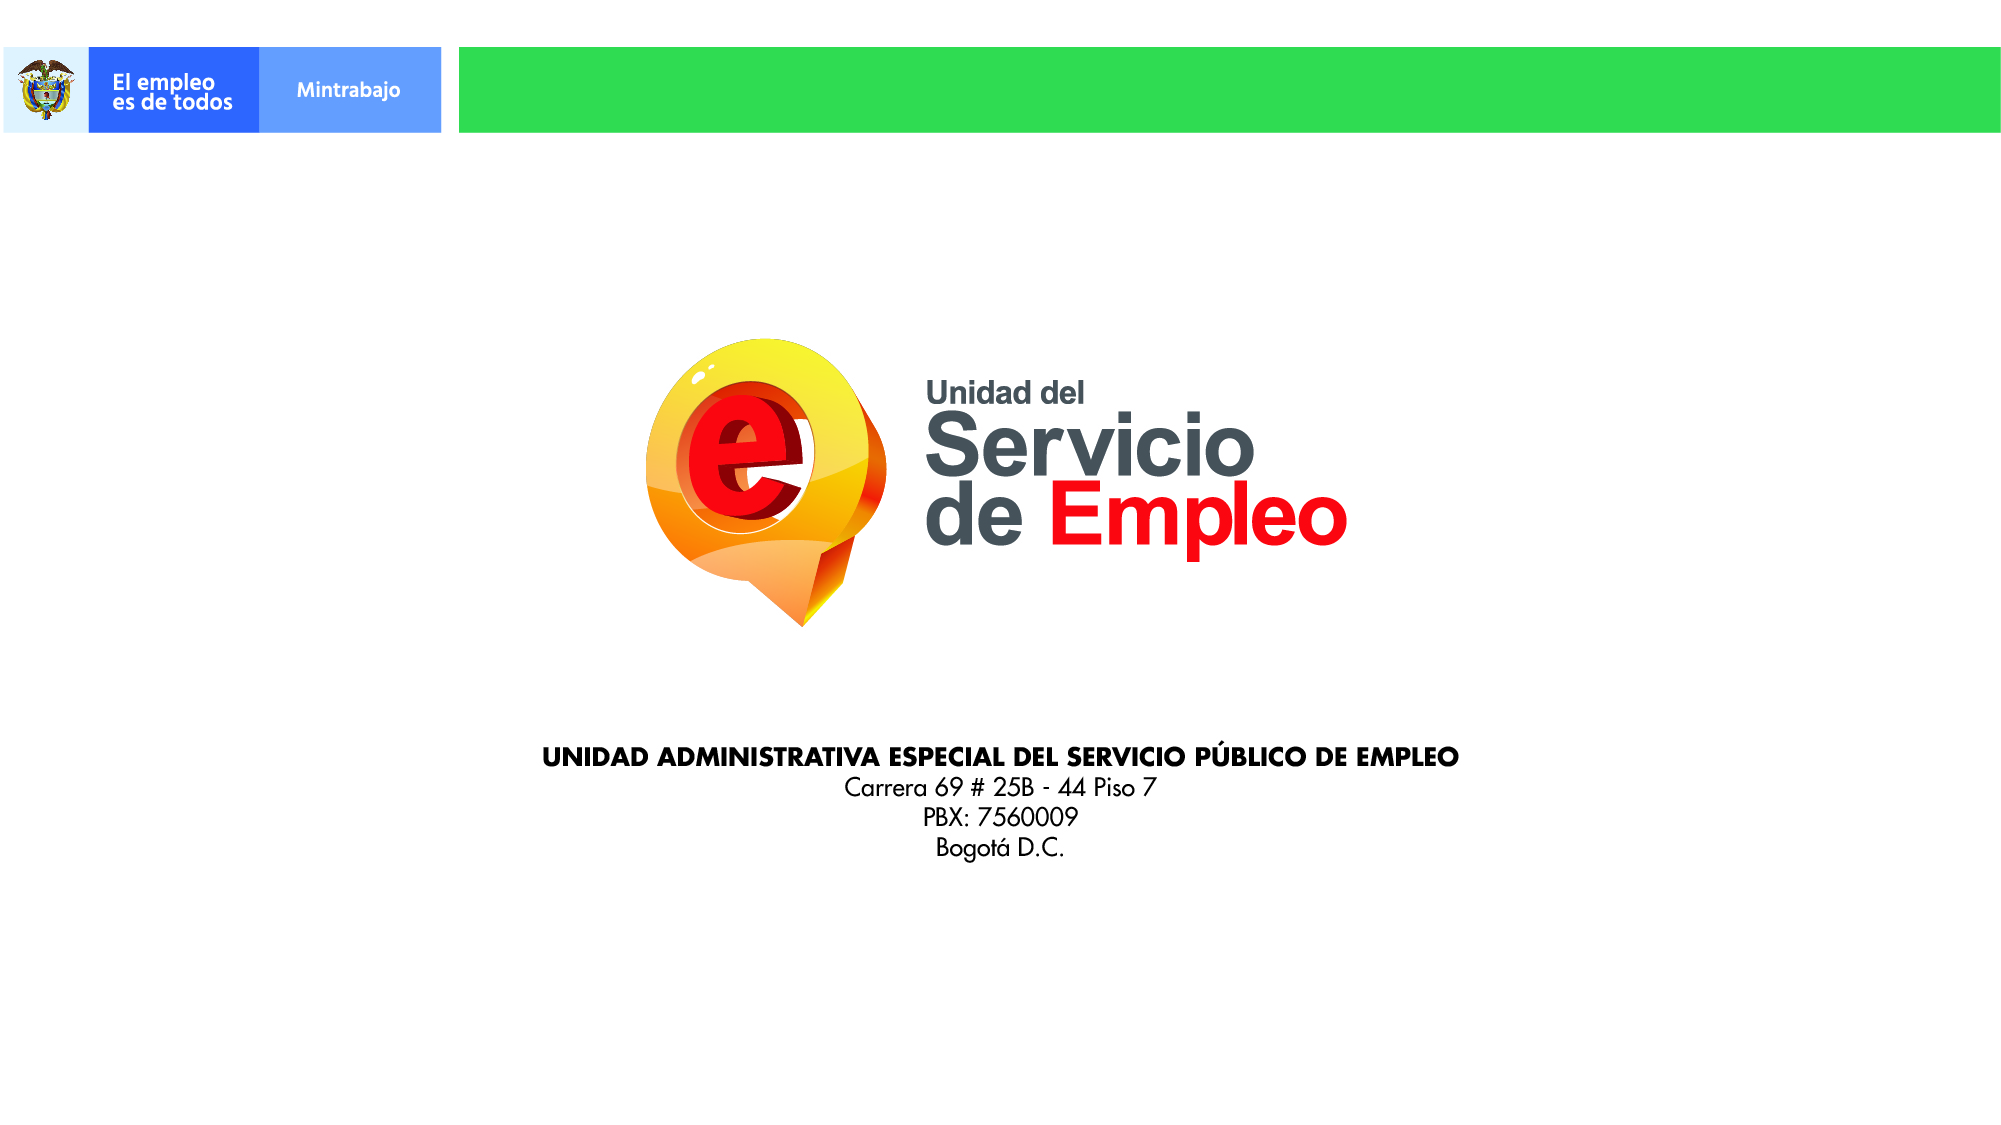 El empleo
es de todos
Mintrabajo
e
Unidad del
Servicio
de Empleo
UNIDAD ADMINISTRATIVA ESPECIAL DEL SERVICIO PÚBLICO DE EMPLEO
Carrera 69 # 25B - 44 Piso 7
PBX: 7560009
Bogotá D.C.